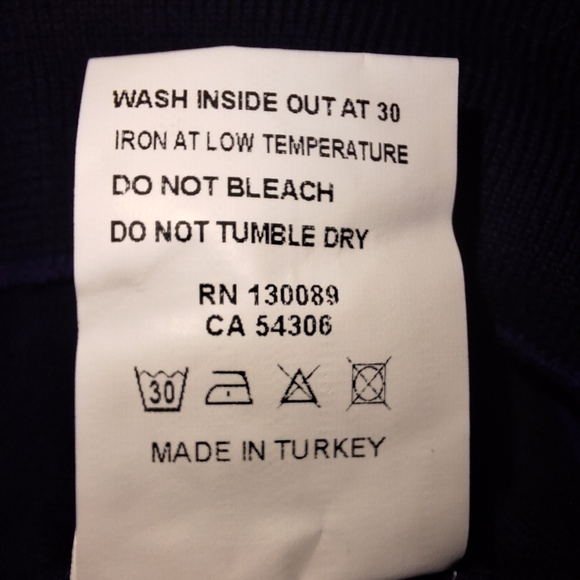 WASH INSIDE OUT AT 30
IRON AT LOW TEMPERATURE
DO NOT BLEACH
DO NOT TUMBLE DRY
RN 130089
CA 54306
30
MADE IN TURKEY